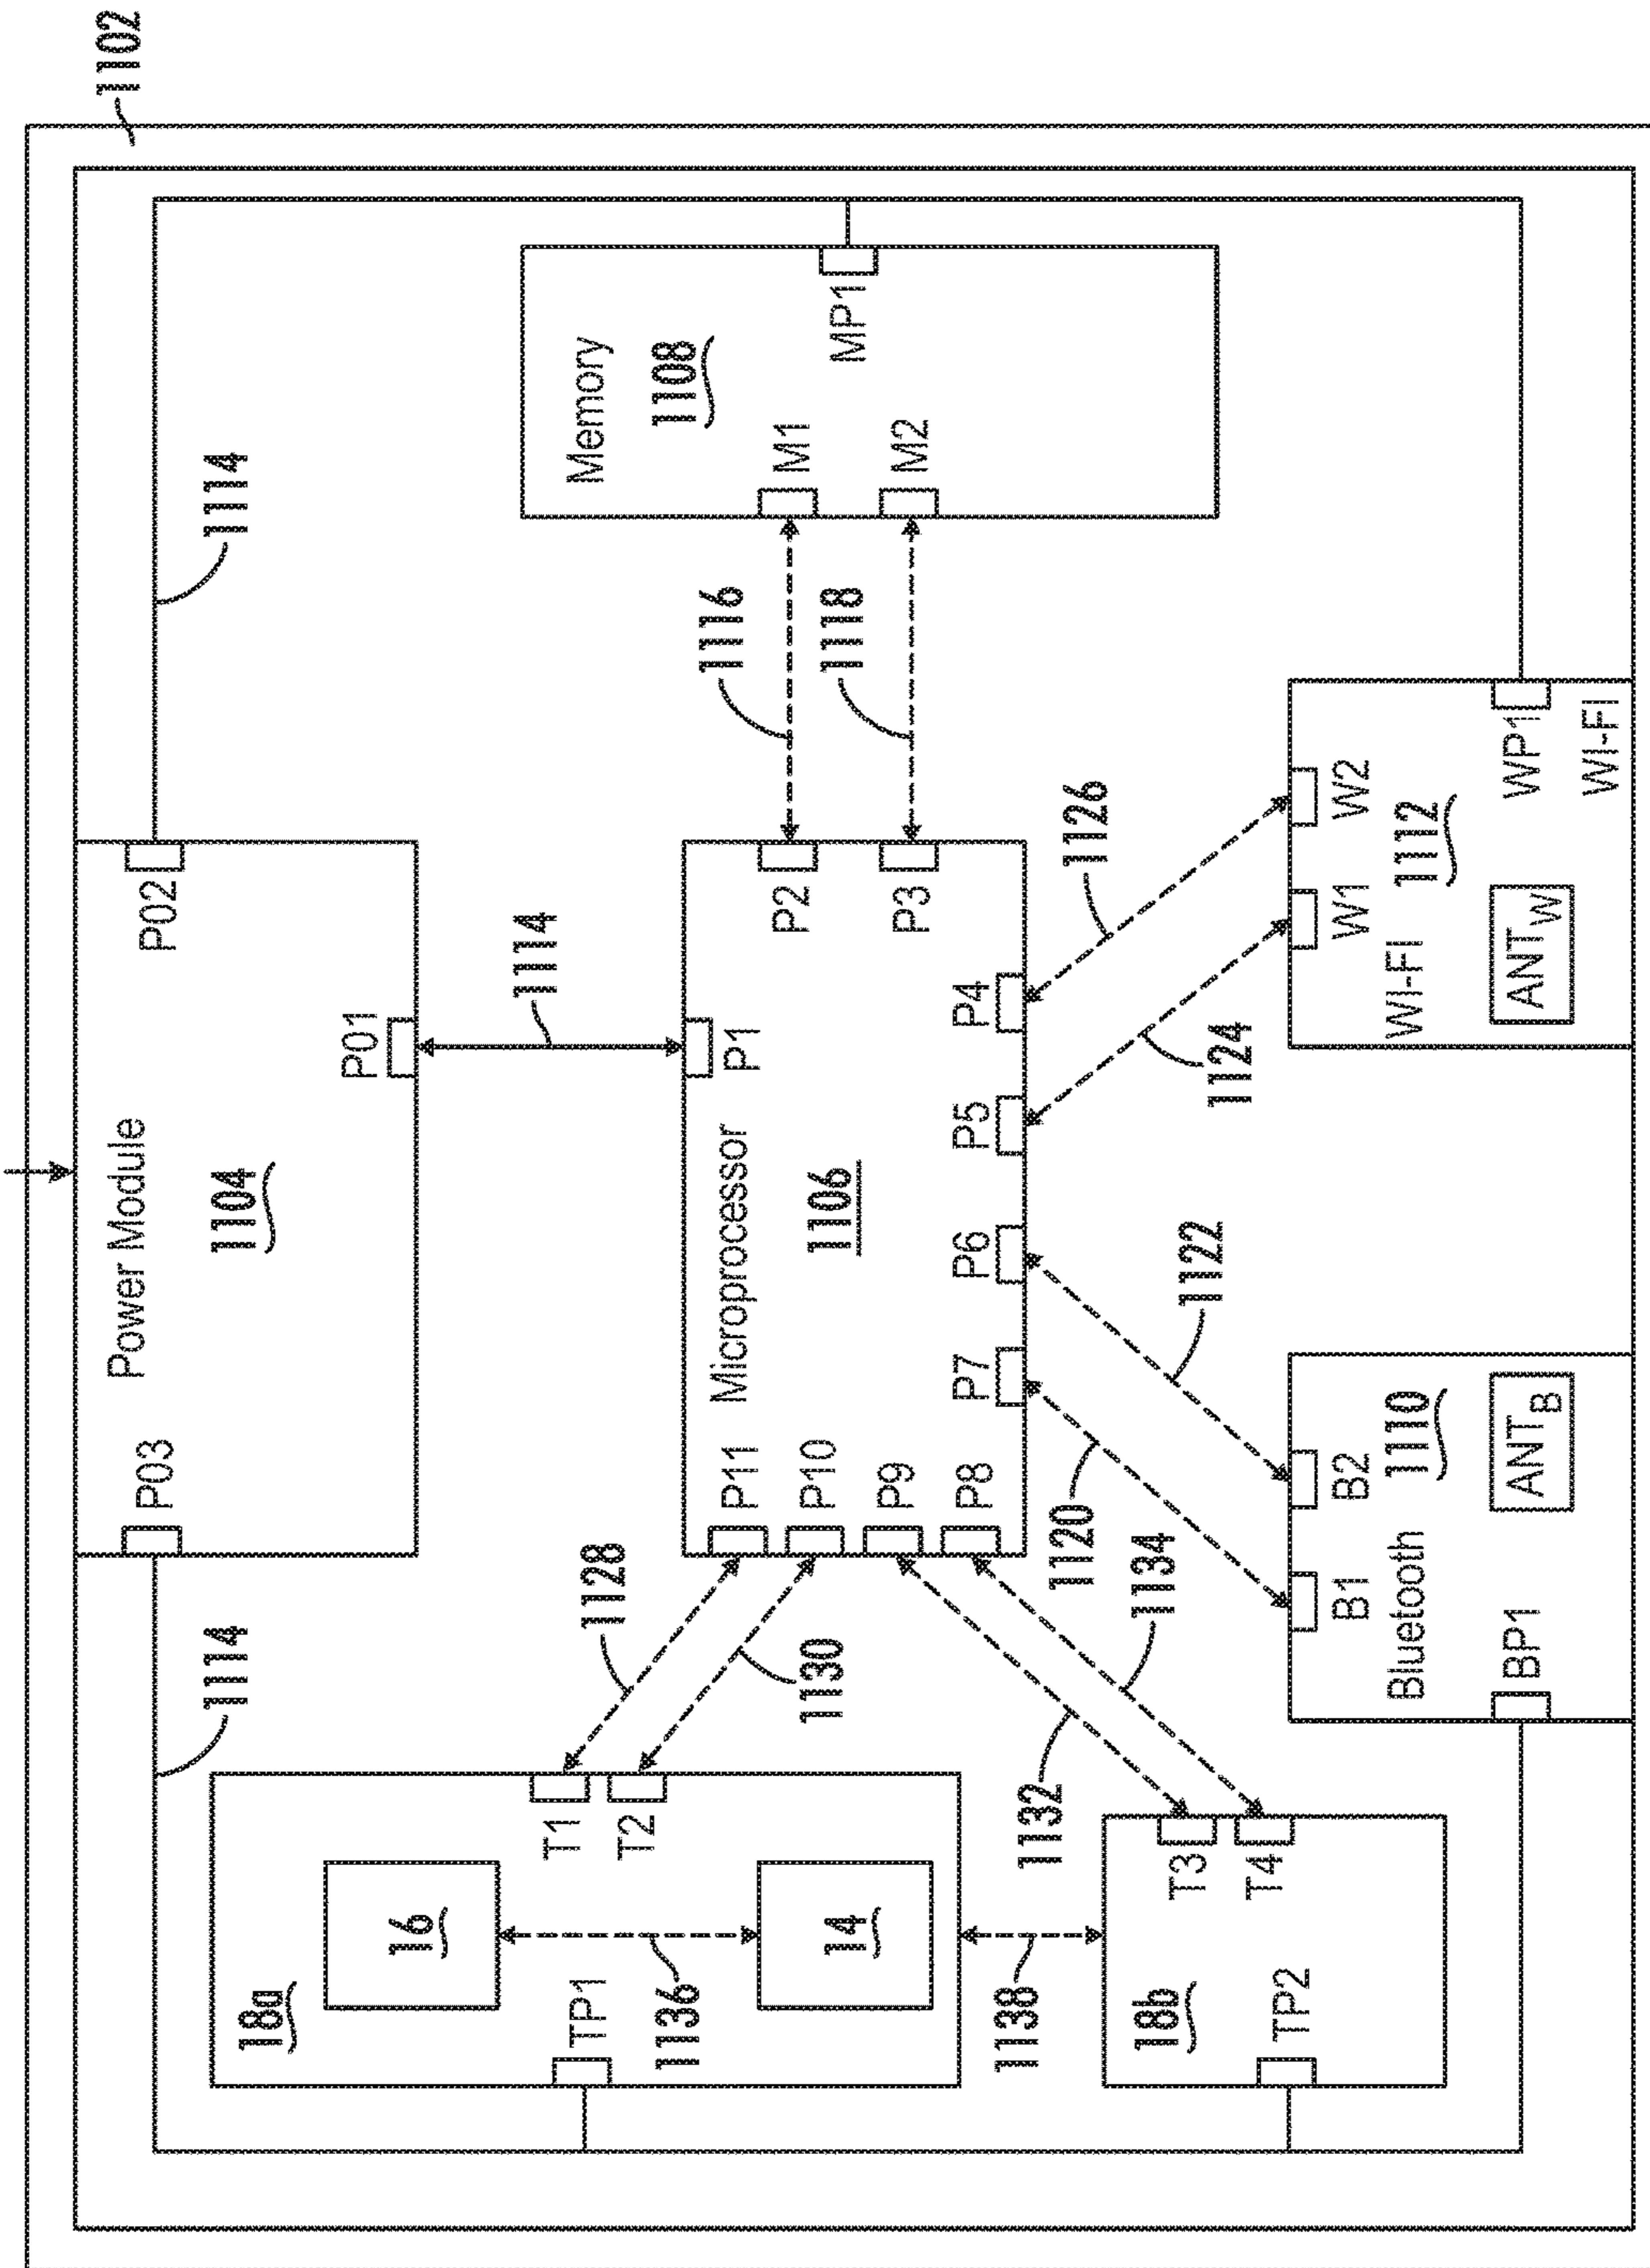 1102
Power Module
1104
P03
P02
P01
1114
1114
1114
Microprocessor
1106
P1
P2
P3
P4
P5
P6
P7
P8
P9
P10
P11
Memory
1108
M1
M2
MP1
1116
1118
1126
1124
1122
1120
1128
1130
1132
1134
18a
16
14
T1
T2
TP1
1136
1138
18b
T3
T4
TP2
Bluetooth
1110
B1
B2
BP1
ANTB
WI-FI
1112
W1
W2
WP1
WI-FI
ANTW